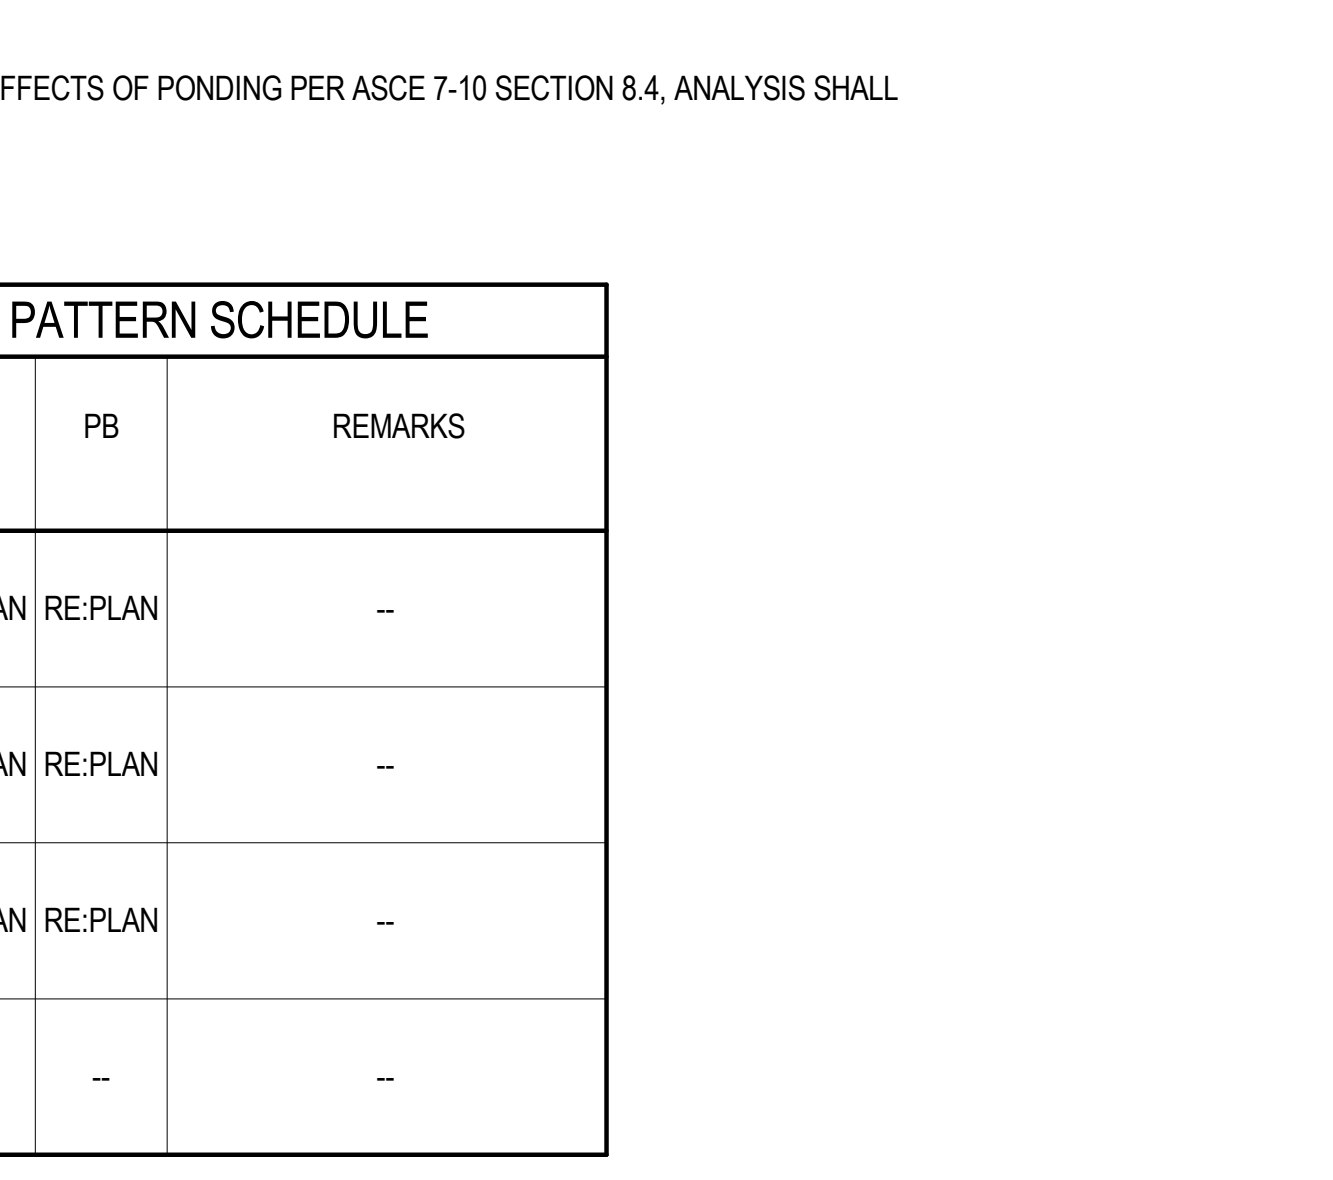 FFECTS OF PONDING PER ASCE 7-10 SECTION 8.4, ANALYSIS SHALL
PATTERN SCHEDULE
PB REMARKS
AN RE:PLAN --
AN RE:PLAN --
AN RE:PLAN --
-- --